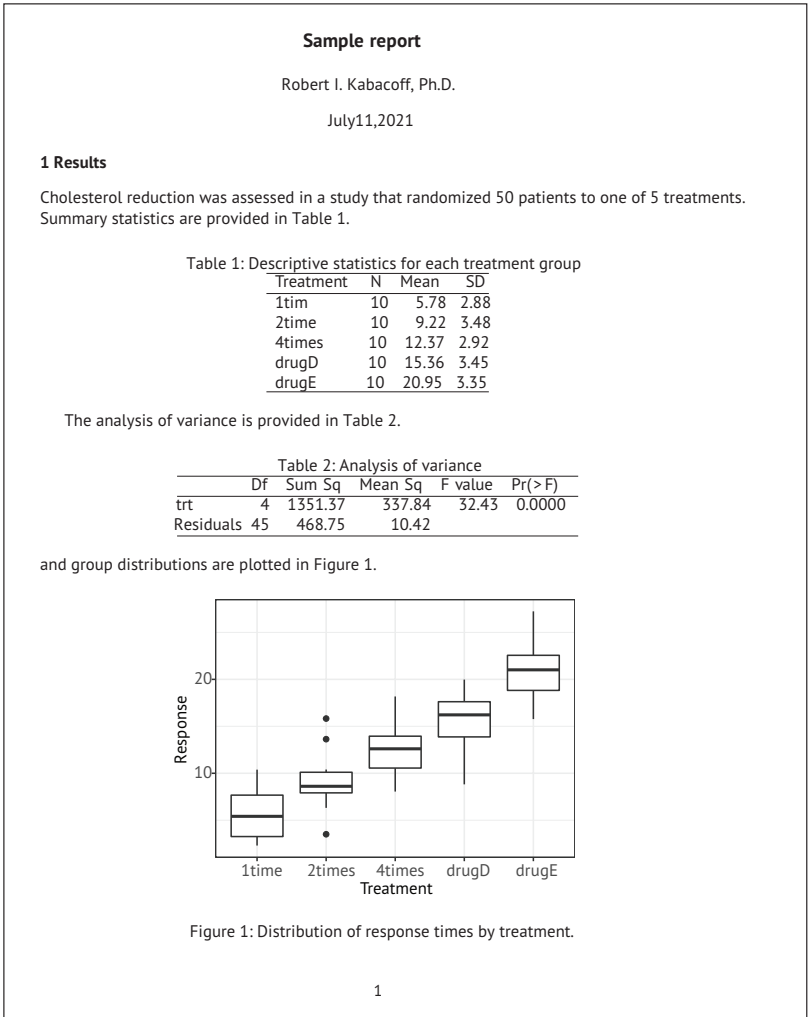 Sample report
Robert I. Kabacoff, Ph.D.
July11,2021
1 Results
Cholesterol reduction was assessed in a study that randomized 50 patients to one of 5 treatments.
Summary statistics are provided in Table 1.
Table 1: Descriptive statistics for each treatment group
Treatment N Mean SD
1tim 10 5.78 2.88
2time 10 9.22 3.48
4times 10 12.37 2.92
drugD 10 15.36 3.45
drugE 10 20.95 3.35
The analysis of variance is provided in Table 2.
Table 2: Analysis of variance
Df Sum Sq Mean Sq F value Pr(>F)
trt 4 1351.37 337.84 32.43 0.0000
Residuals 45 468.75 10.42
and group distributions are plotted in Figure 1.
Response
20
10
1time 2times 4times drugD drugE
Treatment
Figure 1: Distribution of response times by treatment.
1